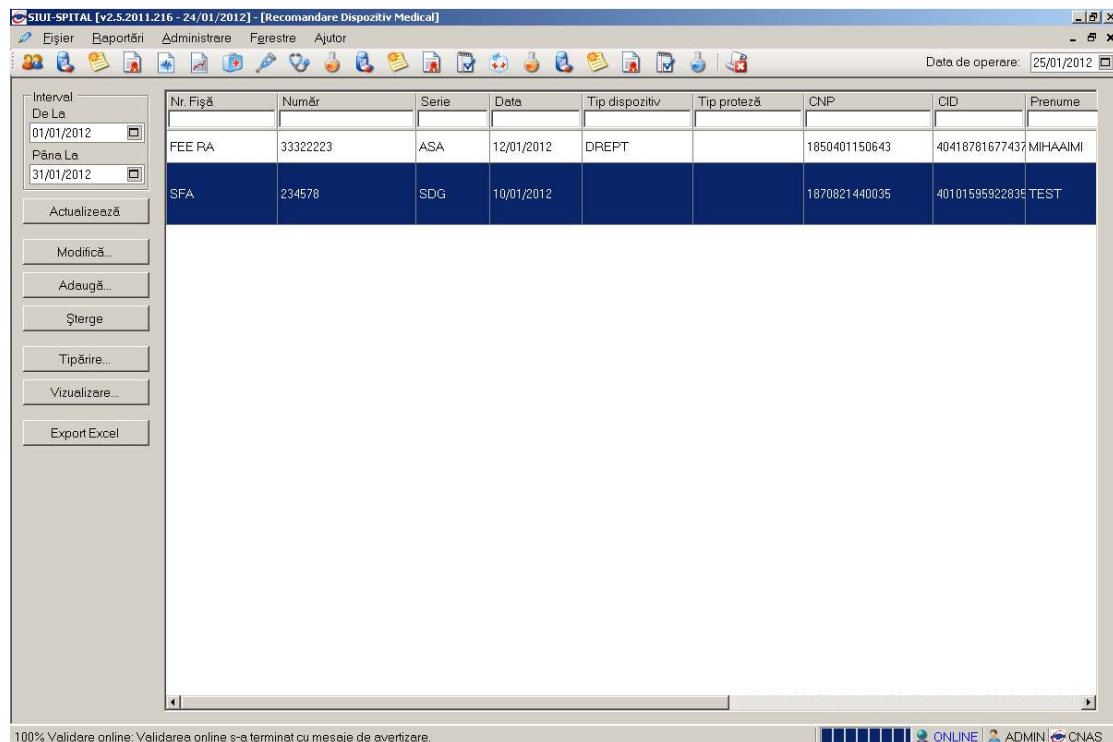 SIUI-SPITAL [v2.5.2011.216 - 24/01/2012] - [Recomandare Dispozitiv Medical]
Fişier Raportări Administrare Ferestre Ajutor
Data de operare: 25/01/2012
Interval
De La
01/01/2012
Pâna La
31/01/2012
Actualizează
Modifică...
Adaugă...
Şterge
Tipărire...
Vizualizare...
Export Excel
Nr. Fişă Număr Serie Data Tip dispozitiv Tip proteză CNP CID Prenume
FEE RA 33322223 ASA 12/01/2012 DREPT 1850401150643 40418781677437 MIHAAIMI
SFA 234578 SDG 10/01/2012 1870821440035 40101595922835 TEST
100% Validare online: Validarea online s-a terminat cu mesaje de avertizare.
ONLINE ADMIN CNAS